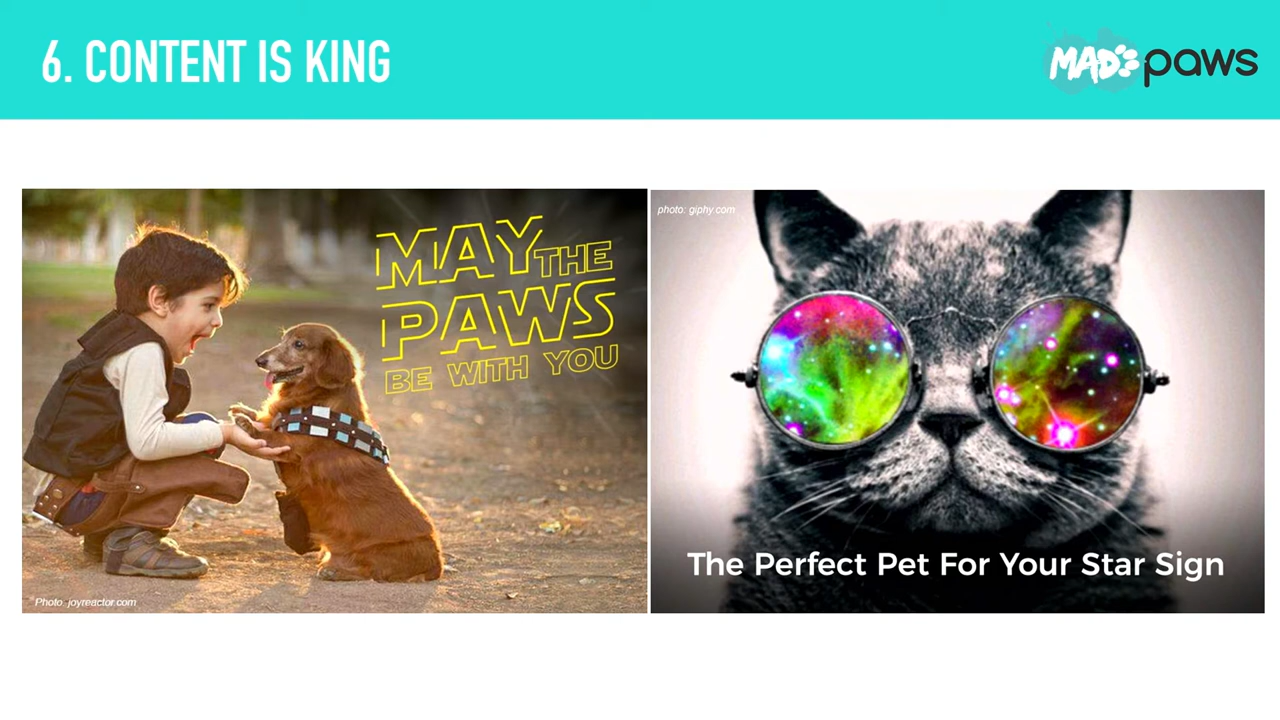 6. CONTENT IS KING
MAD paws
MAY THE
PAWS
BE WITH YOU
Photo: joyreactor.com
photo: giphy.com
The Perfect Pet For Your Star Sign